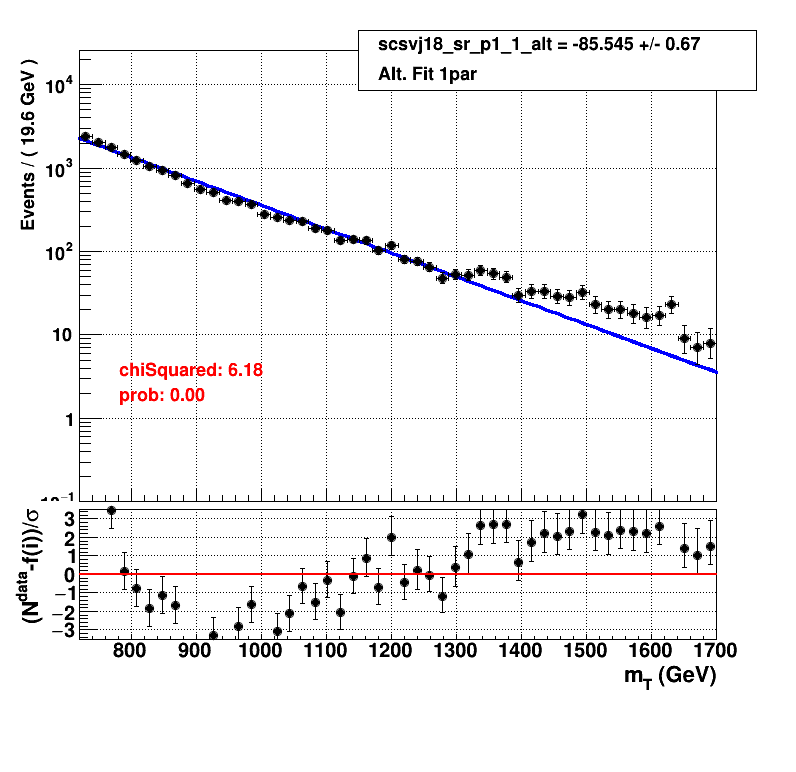 scsvj18_sr_p1_1_alt = -85.545 +/- 0.67
Alt. Fit 1par
Events / ( 19.6 GeV )
10^4
10^3
10^2
10
1
10^-1
chiSquared: 6.18
prob: 0.00
(N^data-f(i))/σ
3
2
1
0
−1
−2
−3
800 900 1000 1100 1200 1300 1400 1500 1600 1700
m_T (GeV)